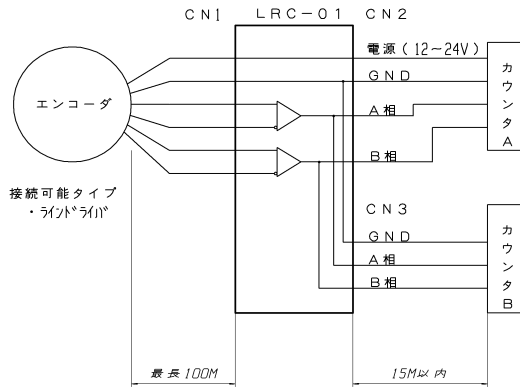 CN1 LRC-01 CN2
電源(12~24V)
GND
A相
B相
カウンタA
エンコーダ
接続可能タイプ
・ラインドライバ
CN3
GND
A相
B相
カウンタB
最長100M
15M以内